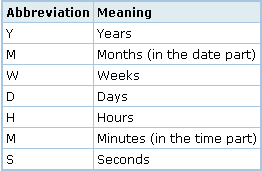 Abbreviation Meaning
Y Years
M Months (in the date part)
W Weeks
D Days
H Hours
M Minutes (in the time part)
S Seconds